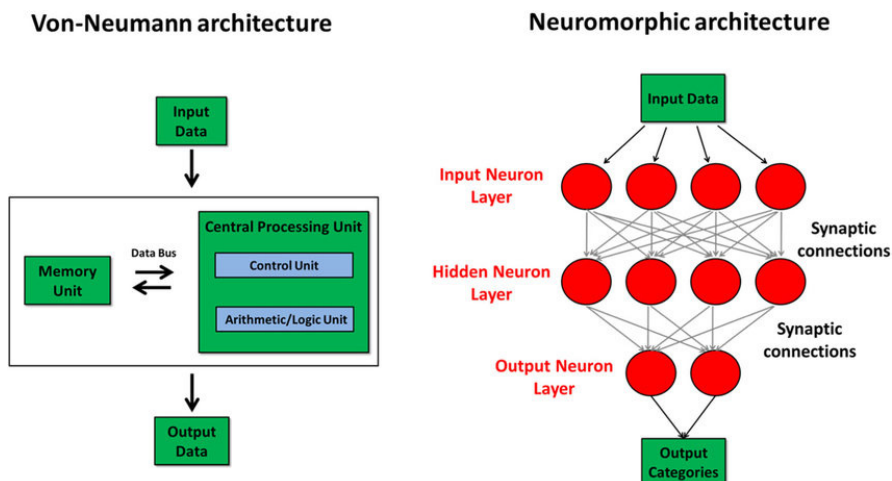 Von-Neumann architecture
Input
Data
Central Processing Unit
Data Bus
Control Unit
Memory
Unit
Arithmetic/Logic Unit
Output
Data
Neuromorphic architecture
Input Data
Input Neuron
Layer
Synaptic
connections
Hidden Neuron
Layer
Synaptic
connections
Output Neuron
Layer
Output
Categories